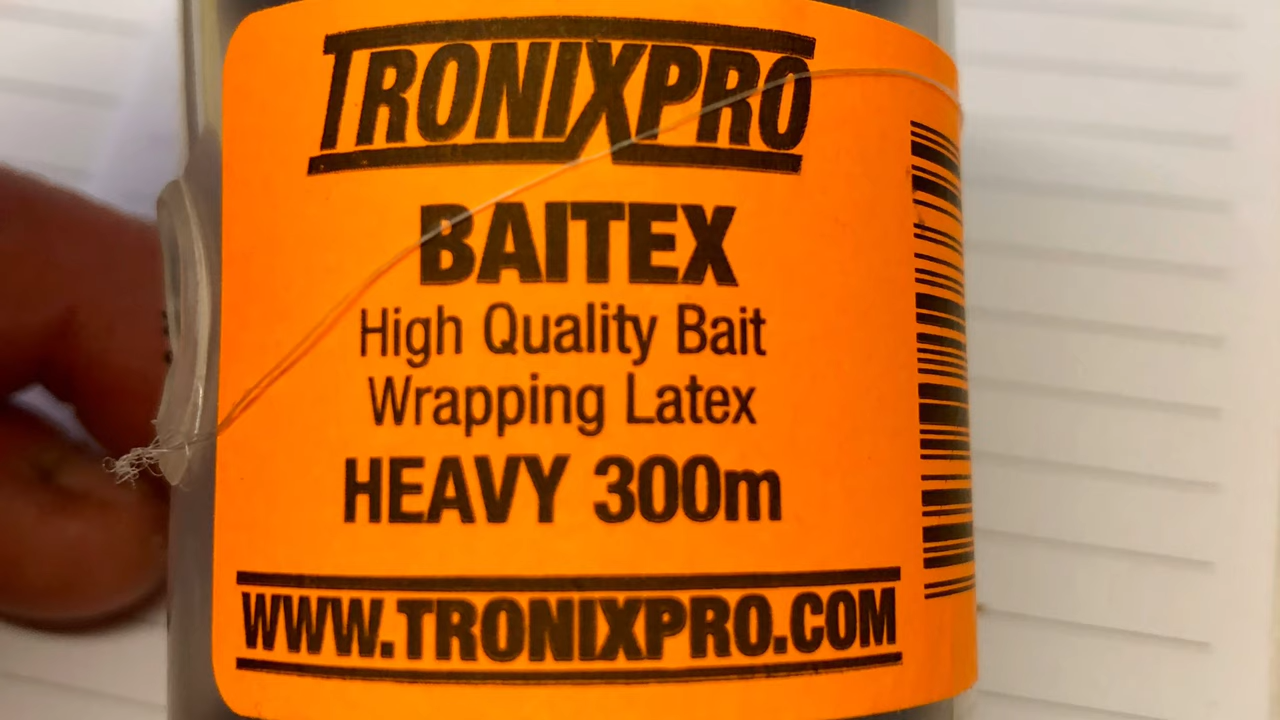 TRONIXPRO
BAITEX
High Quality Bait
Wrapping Latex
HEAVY 300m
WWW.TRONIXPRO.COM